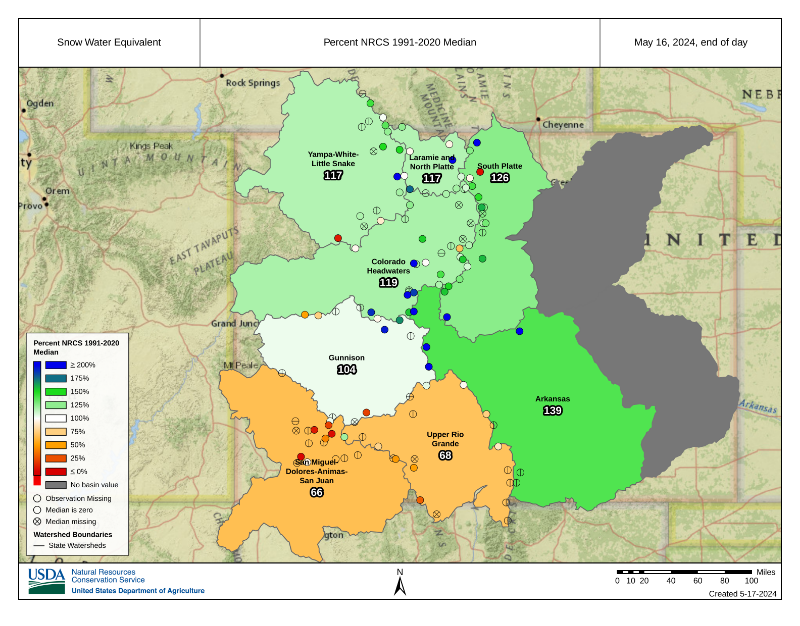 Snow Water Equivalent
Percent NRCS 1991-2020 Median
May 16, 2024, end of day
Rock Springs
Ogden
Kings Peak
UINTA MOUNTAINS
Orem
Provo
EAST TAVAPUTS
PLATEAU
MEDICINE
Cheyenne
UNITED
Yampa-White-
Little Snake
117
Laramie and
North Platte
117
South Platte
126
Colorado
Headwaters
119
Grand Junc
Gunnison
104
Arkansas
139
Arkansas
Upper Rio
Grande
68
San Miguel-
Dolores-Animas-
San Juan
66
gton
Percent NRCS 1991-2020
Median
≥ 200%
175%
150%
125%
100%
75%
50%
25%
≤ 0%
No basin value
Observation Missing
Median is zero
Median missing
Watershed Boundaries
State Watersheds
USDA
Natural Resources
Conservation Service
United States Department of Agriculture
N
Miles
0 10 20 40 60 80 100
Created 5-17-2024